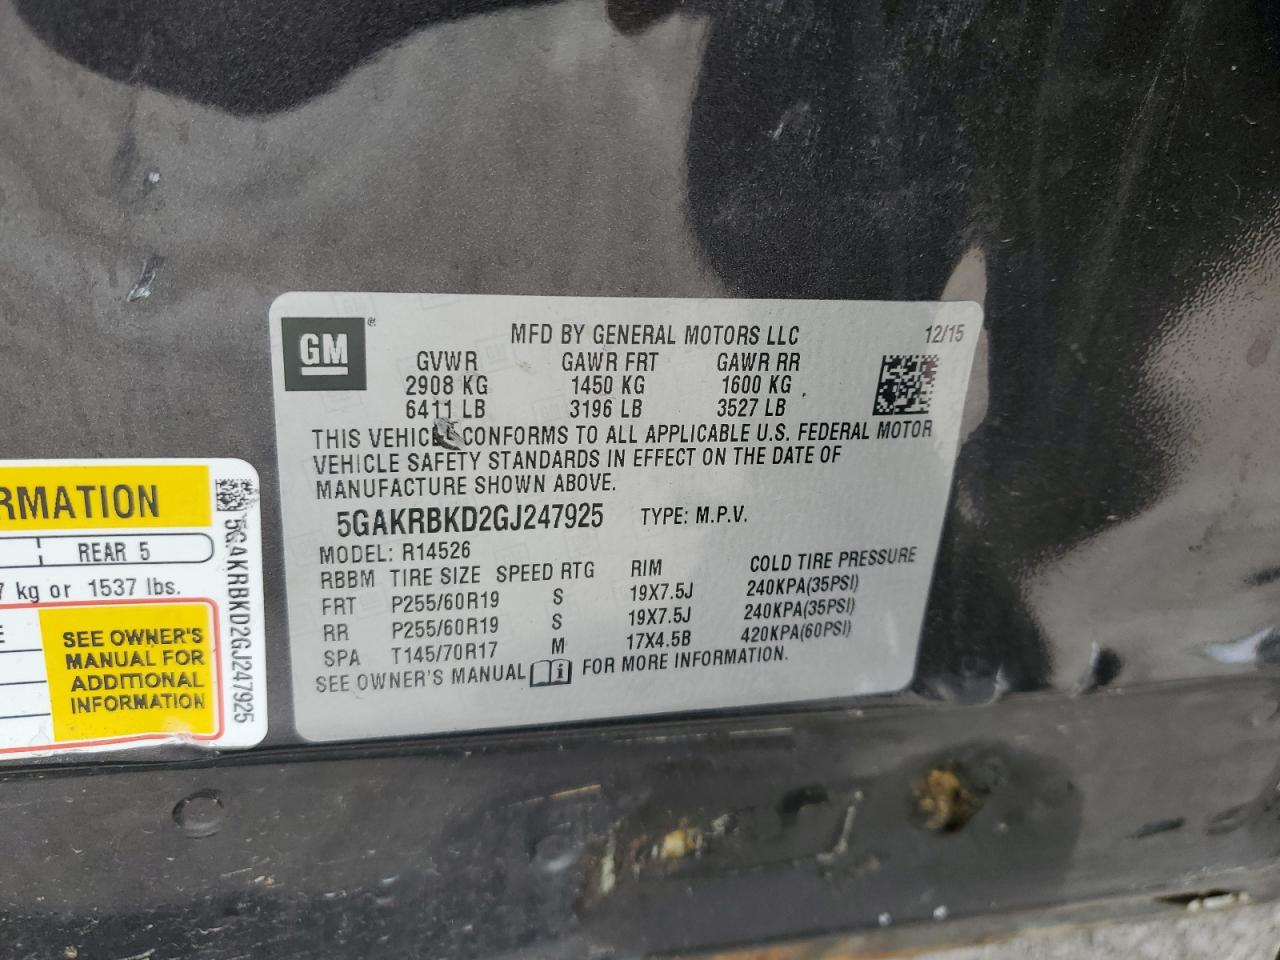 GM ®
MFD BY GENERAL MOTORS LLC 12/15
GVWR GAWR FRT GAWR RR
2908 KG 1450 KG 1600 KG
6411 LB 3196 LB 3527 LB
THIS VEHICLE CONFORMS TO ALL APPLICABLE U.S. FEDERAL MOTOR
VEHICLE SAFETY STANDARDS IN EFFECT ON THE DATE OF
MANUFACTURE SHOWN ABOVE.
5GAKRBKD2GJ247925 TYPE: M.P.V.
MODEL: R14526
RBBM TIRE SIZE SPEED RTG RIM COLD TIRE PRESSURE
FRT P255/60R19 S 19X7.5J 240KPA(35PSI)
RR P255/60R19 S 19X7.5J 240KPA(35PSI)
SPA T145/70R17 M 17X4.5B 420KPA(60PSI)
SEE OWNER'S MANUAL i FOR MORE INFORMATION.
RMATION
REAR 5
7 kg or 1537 lbs.
E
SEE OWNER'S
MANUAL FOR
ADDITIONAL
INFORMATION
5GAKRBKD2GJ247925